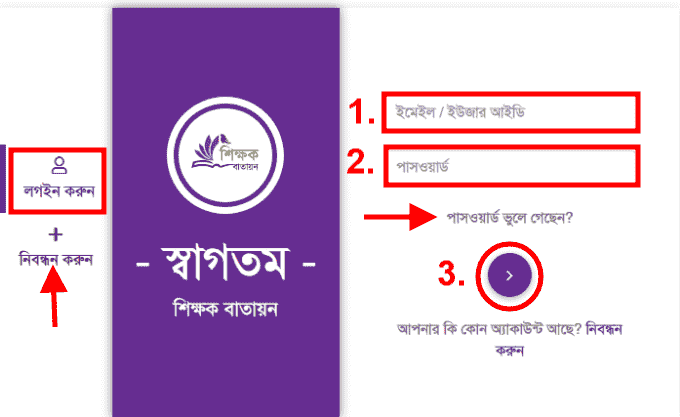 লগইন করুন
+
নিবন্ধন করুন
শিক্ষক
বাতায়ন
- স্বাগতম -
শিক্ষক বাতায়ন
1. ইমেইল / ইউজার আইডি
2. পাসওয়ার্ড
পাসওয়ার্ড ভুলে গেছেন?
3. >
আপনার কি কোন অ্যাকাউন্ট আছে? নিবন্ধন
করুন